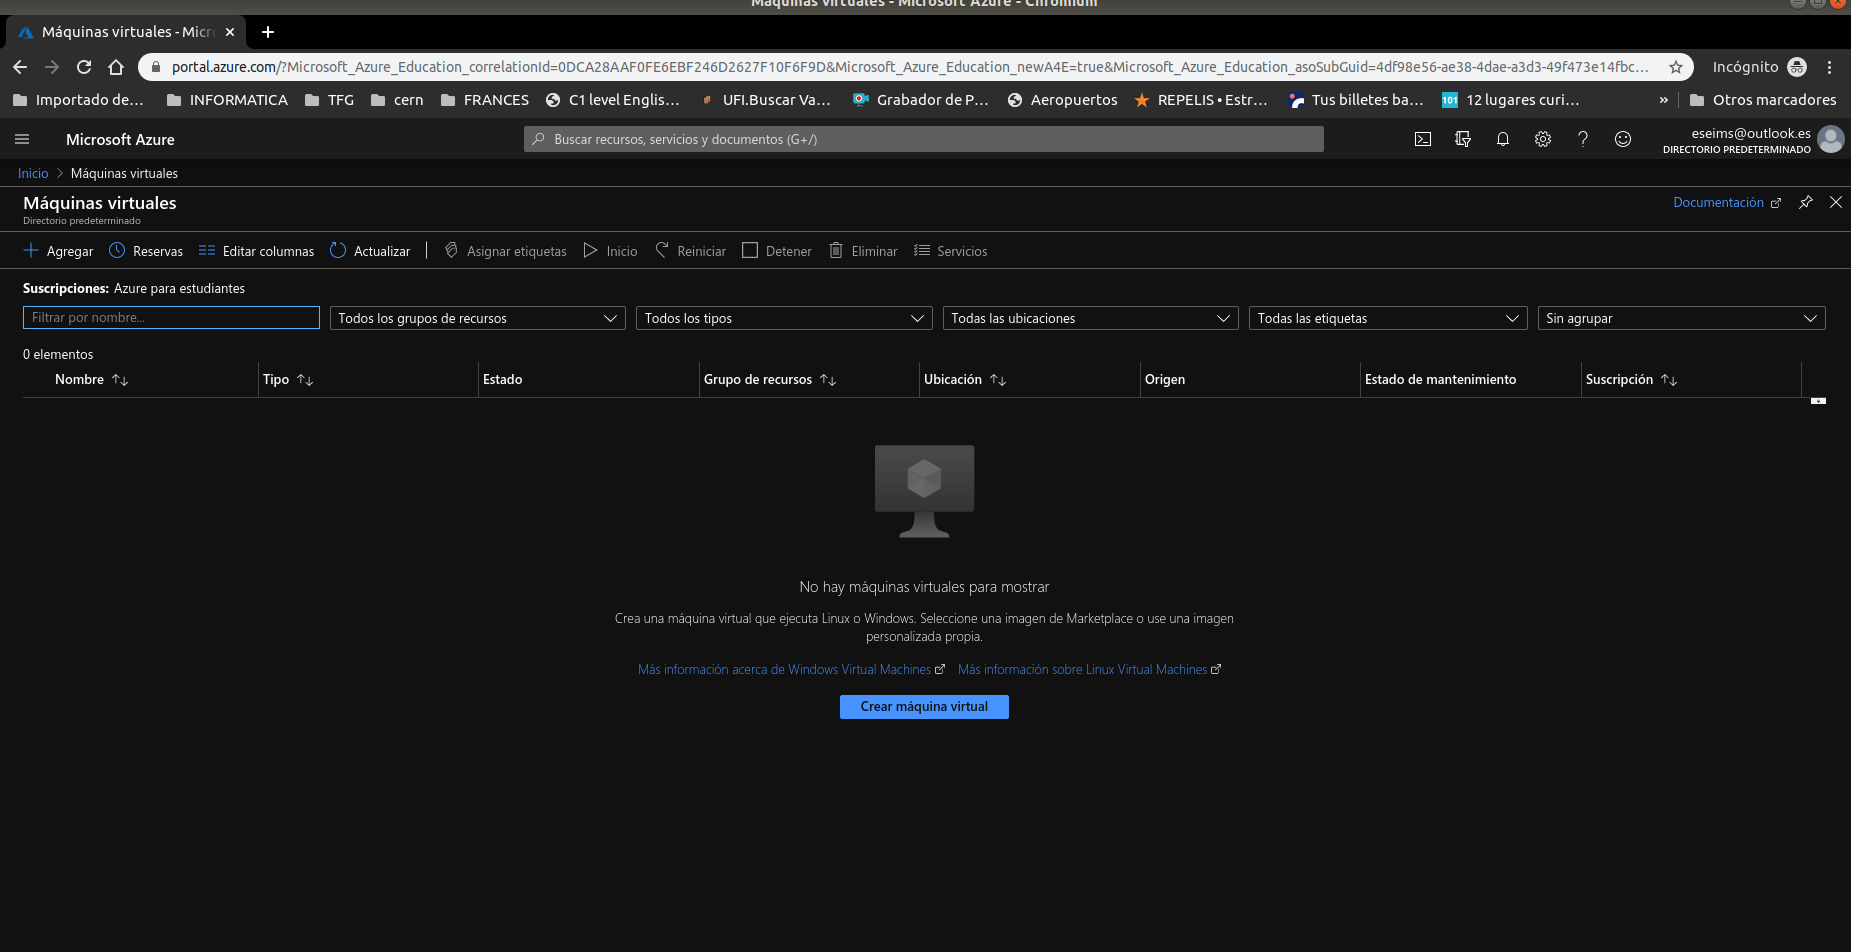 Máquinas virtuales - Microsoft Azure - Chromium
Máquinas virtuales - Micro
portal.azure.com/?Microsoft_Azure_Education_correlationId=0DCA28AAF0FE6EBF246D2627F10F6F9D&Microsoft_Azure_Education_newA4E=true&Microsoft_Azure_Education_asoSubGuid=4df98e56-ae38-4dae-a3d3-49f473e14fbc... Incógnito
Importado de... INFORMATICA TFG cern FRANCES C1 level Englis... UFI.Buscar Va... Grabador de P... Aeropuertos REPELIS • Estr... Tus billetes ba... 101 12 lugares curi... » Otros marcadores
Microsoft Azure Buscar recursos, servicios y documentos (G+/) eseims@outlook.es
DIRECTORIO PREDETERMINADO
Inicio > Máquinas virtuales
Máquinas virtuales Documentación
Directorio predeterminado
Agregar Reservas Editar columnas Actualizar Asignar etiquetas Inicio Reiniciar Detener Eliminar Servicios
Suscripciones: Azure para estudiantes
Filtrar por nombre... Todos los grupos de recursos Todos los tipos Todas las ubicaciones Todas las etiquetas Sin agrupar
0 elementos
Nombre Tipo Estado Grupo de recursos Ubicación Origen Estado de mantenimiento Suscripción
No hay máquinas virtuales para mostrar
Crea una máquina virtual que ejecuta Linux o Windows. Seleccione una imagen de Marketplace o use una imagen
personalizada propia.
Más información acerca de Windows Virtual Machines Más información sobre Linux Virtual Machines
Crear máquina virtual